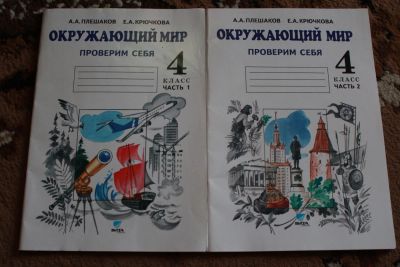 А.А.ПЛЕШАКОВ Е.А.КРЮЧКОВА
ОКРУЖАЮЩИЙ МИР
ПРОВЕРИМ СЕБЯ
4
КЛАСС
ЧАСТЬ 1
А.А.ПЛЕШАКОВ Е.А.КРЮЧКОВА
ОКРУЖАЮЩИЙ МИР
ПРОВЕРИМ СЕБЯ
4
КЛАСС
ЧАСТЬ 2